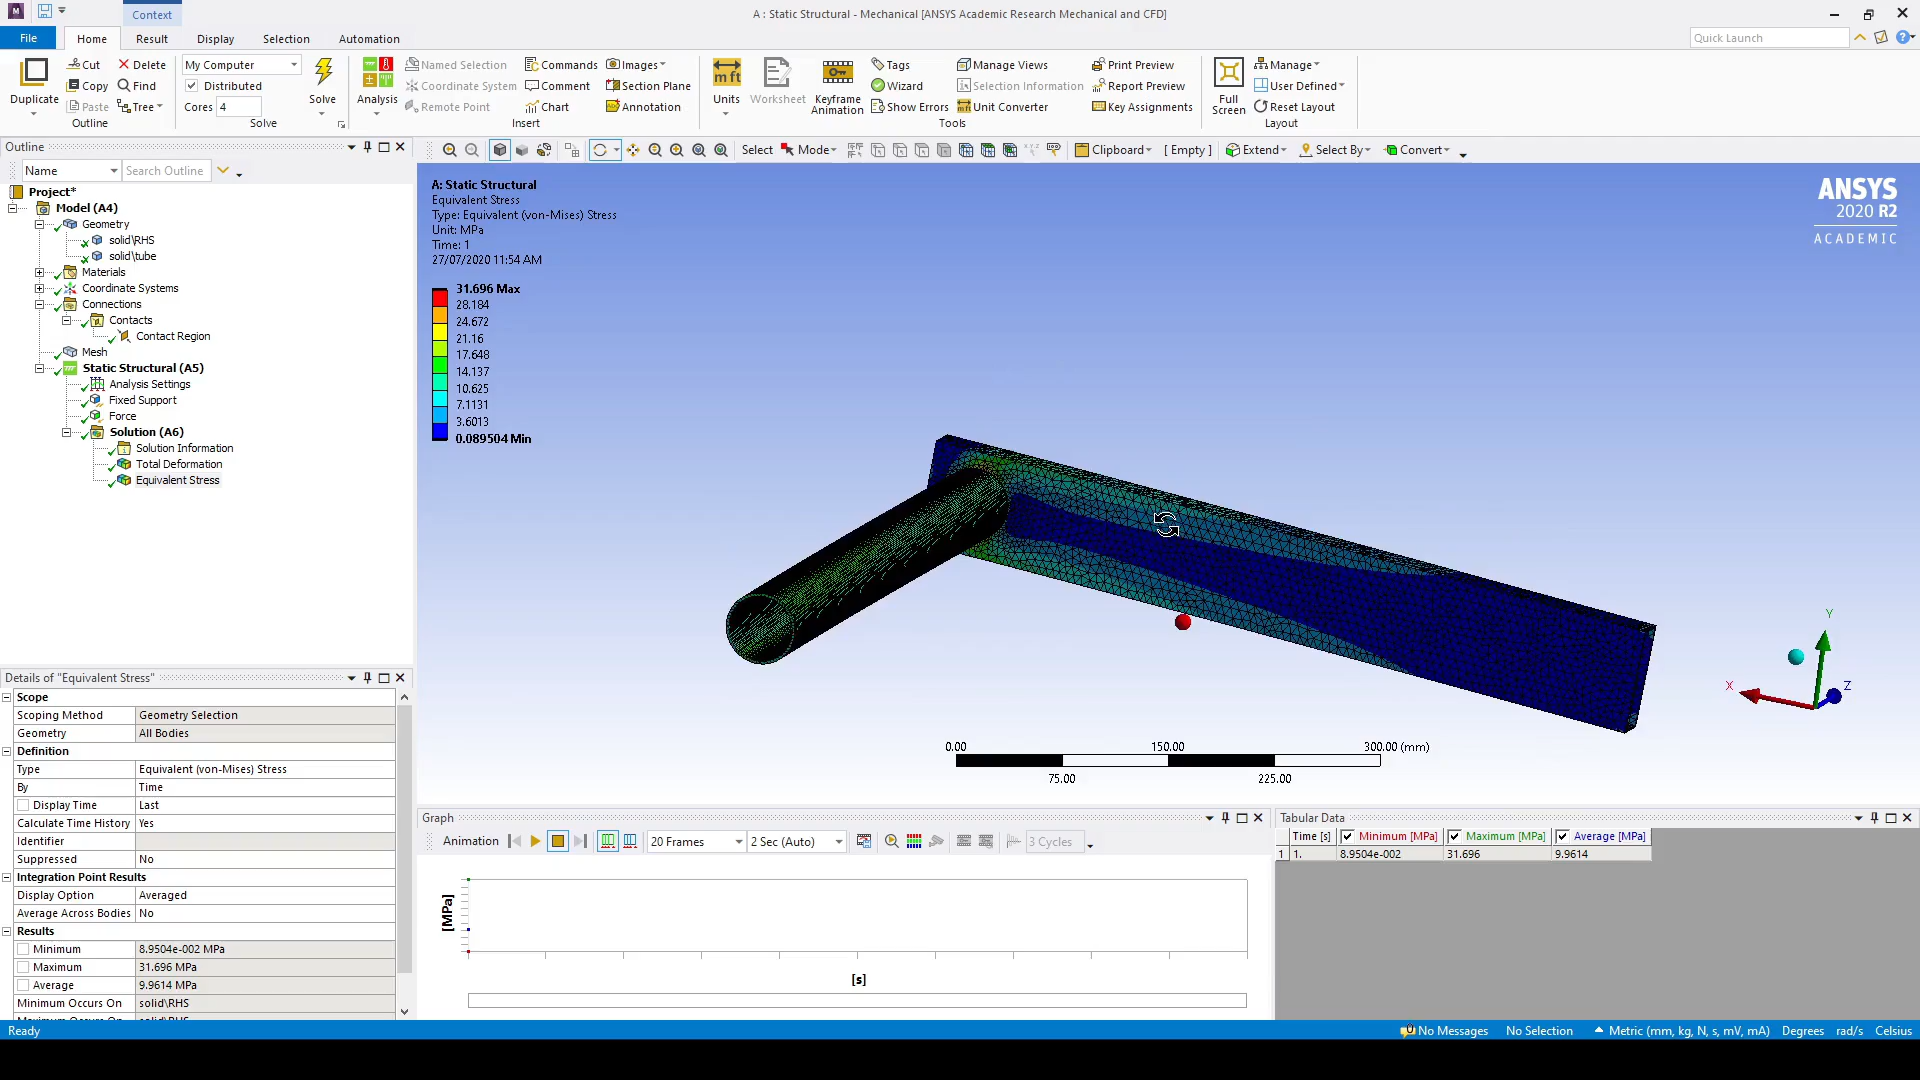 Context
A : Static Structural - Mechanical [ANSYS Academic Research Mechanical and CFD]
File Home Result Display Selection Automation
Quick Launch
Duplicate
Cut
Copy
Paste
Delete
Find
Tree
Outline
My Computer
Distributed
Cores 4
Solve
Solve
Analysis
Named Selection
Coordinate System
Remote Point
Commands
Comment
Chart
Images
Section Plane
Annotation
Insert
Units
Worksheet
Keyframe
Animation
Tags
Wizard
Show Errors
Manage Views
Selection Information
Unit Converter
Print Preview
Report Preview
Key Assignments
Tools
Full
Screen
Manage
User Defined
Reset Layout
Layout
Outline
Name
Search Outline
Select Mode Clipboard [ Empty ] Extend Select By Convert
Project*
Model (A4)
Geometry
solid\RHS
solid\tube
Materials
Coordinate Systems
Connections
Contacts
Contact Region
Mesh
Static Structural (A5)
Analysis Settings
Fixed Support
Force
Solution (A6)
Solution Information
Total Deformation
Equivalent Stress
A: Static Structural
Equivalent Stress
Type: Equivalent (von-Mises) Stress
Unit: MPa
Time: 1
27/07/2020 11:54 AM
31.696 Max
28.184
24.672
21.16
17.648
14.137
10.625
7.1131
3.6013
0.089504 Min
ANSYS
2020 R2
ACADEMIC
Y
X
Z
0.00 150.00 300.00 (mm)
75.00 225.00
Details of "Equivalent Stress"
Scope
Scoping Method Geometry Selection
Geometry All Bodies
Definition
Type Equivalent (von-Mises) Stress
By Time
Display Time Last
Calculate Time History Yes
Identifier
Suppressed No
Integration Point Results
Display Option Averaged
Average Across Bodies No
Results
Minimum 8.9504e-002 MPa
Maximum 31.696 MPa
Average 9.9614 MPa
Minimum Occurs On solid\RHS
Graph
Animation 20 Frames 2 Sec (Auto) 3 Cycles
[MPa]
[s]
Tabular Data
Time [s] Minimum [MPa] Maximum [MPa] Average [MPa]
1 1. 8.9504e-002 31.696 9.9614
Ready
No Messages No Selection Metric (mm, kg, N, s, mV, mA) Degrees rad/s Celsius